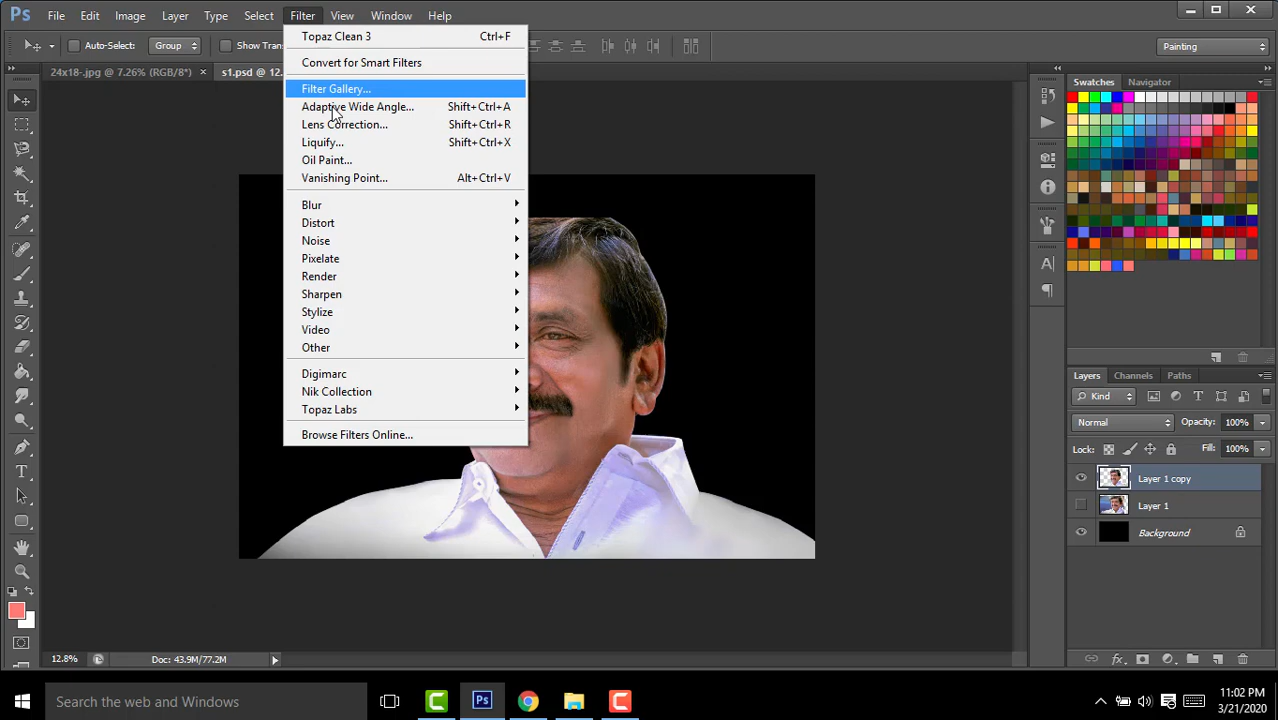 Ps File Edit Image Layer Type Select Filter View Window Help
Auto-Select: Group Show Trans Painting
24x18-.jpg @ 7.26% (RGB/8*) × s1.psd @ 12.
Topaz Clean 3 Ctrl+F
Convert for Smart Filters
Filter Gallery...
Adaptive Wide Angle... Shift+Ctrl+A
Lens Correction... Shift+Ctrl+R
Liquify... Shift+Ctrl+X
Oil Paint...
Vanishing Point... Alt+Ctrl+V
Blur
Distort
Noise
Pixelate
Render
Sharpen
Stylize
Video
Other
Digimarc
Nik Collection
Topaz Labs
Browse Filters Online...
Swatches Navigator
Layers Channels Paths
Kind
Normal Opacity: 100%
Lock: Fill: 100%
Layer 1 copy
Layer 1
Background
12.8% Doc: 43.9M/77.2M
Search the web and Windows
11:02 PM
3/21/2020